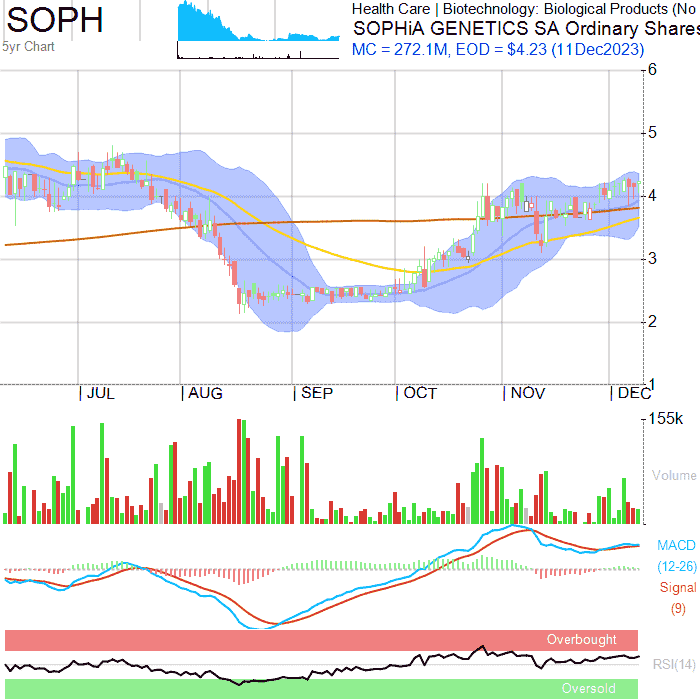 SOPH
5yr Chart
Health Care | Biotechnology: Biological Products (No
SOPHiA GENETICS SA Ordinary Shares
MC = 272.1M, EOD = $4.23 (11Dec2023)
6
5
4
3
2
1
JUL AUG SEP OCT NOV DEC
155k
Volume
MACD
(12-26)
Signal
(9)
Overbought
RSI(14)
Oversold